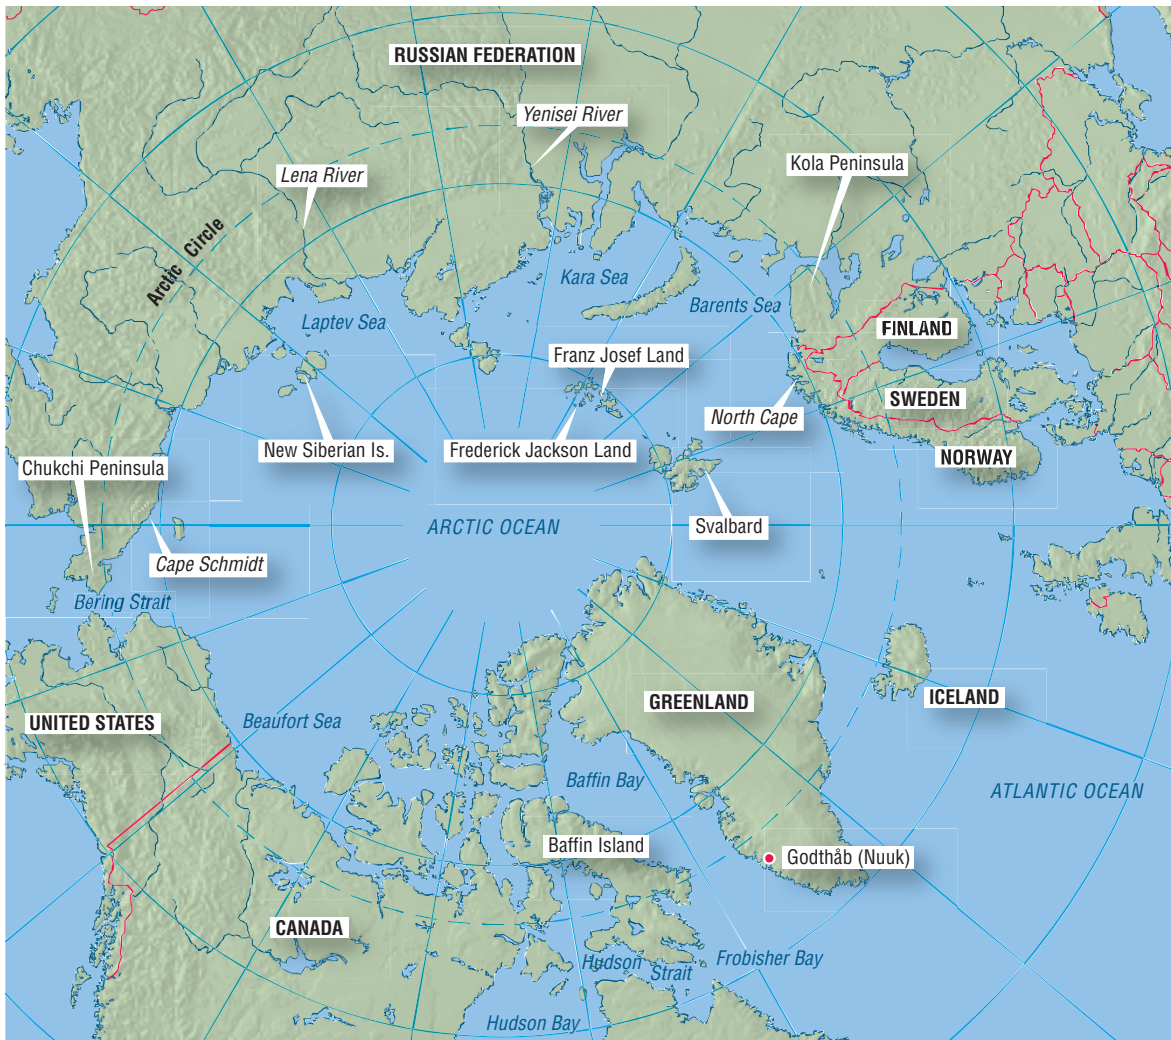 RUSSIAN FEDERATION
Yenisei River
Kola Peninsula
Lena River
Arctic Circle
Kara Sea
Barents Sea
Laptev Sea
FINLAND
Franz Josef Land
SWEDEN
North Cape
New Siberian Is.
Frederick Jackson Land
NORWAY
Chukchi Peninsula
ARCTIC OCEAN
Svalbard
Cape Schmidt
Bering Strait
GREENLAND
ICELAND
UNITED STATES
Beaufort Sea
Baffin Bay
ATLANTIC OCEAN
Baffin Island
Godthåb (Nuuk)
CANADA
Hudson Strait
Frobisher Bay
Hudson Bay